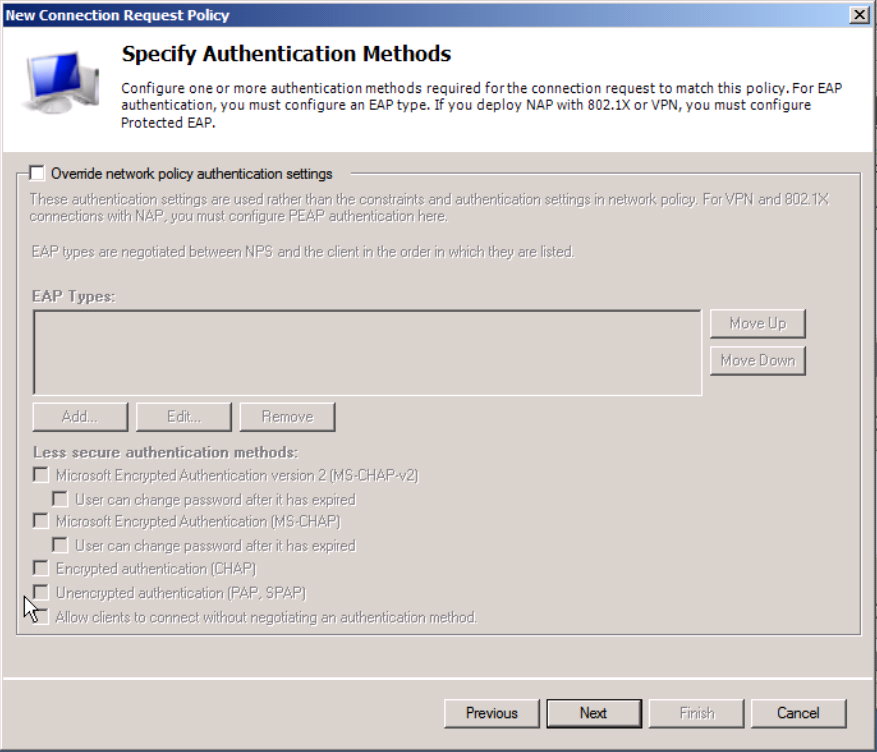 New Connection Request Policy
Specify Authentication Methods
Configure one or more authentication methods required for the connection request to match this policy. For EAP
authentication, you must configure an EAP type. If you deploy NAP with 802.1X or VPN, you must configure
Protected EAP.
Override network policy authentication settings
These authentication settings are used rather than the constraints and authentication settings in network policy. For VPN and 802.1X
connections with NAP, you must configure PEAP authentication here.
EAP types are negotiated between NPS and the client in the order in which they are listed.
EAP Types:
Move Up
Move Down
Add...
Edit...
Remove
Less secure authentication methods:
Microsoft Encrypted Authentication version 2 (MS-CHAP-v2)
User can change password after it has expired
Microsoft Encrypted Authentication (MS-CHAP)
User can change password after it has expired
Encrypted authentication (CHAP)
Unencrypted authentication (PAP, SPAP)
Allow clients to connect without negotiating an authentication method.
Previous
Next
Finish
Cancel